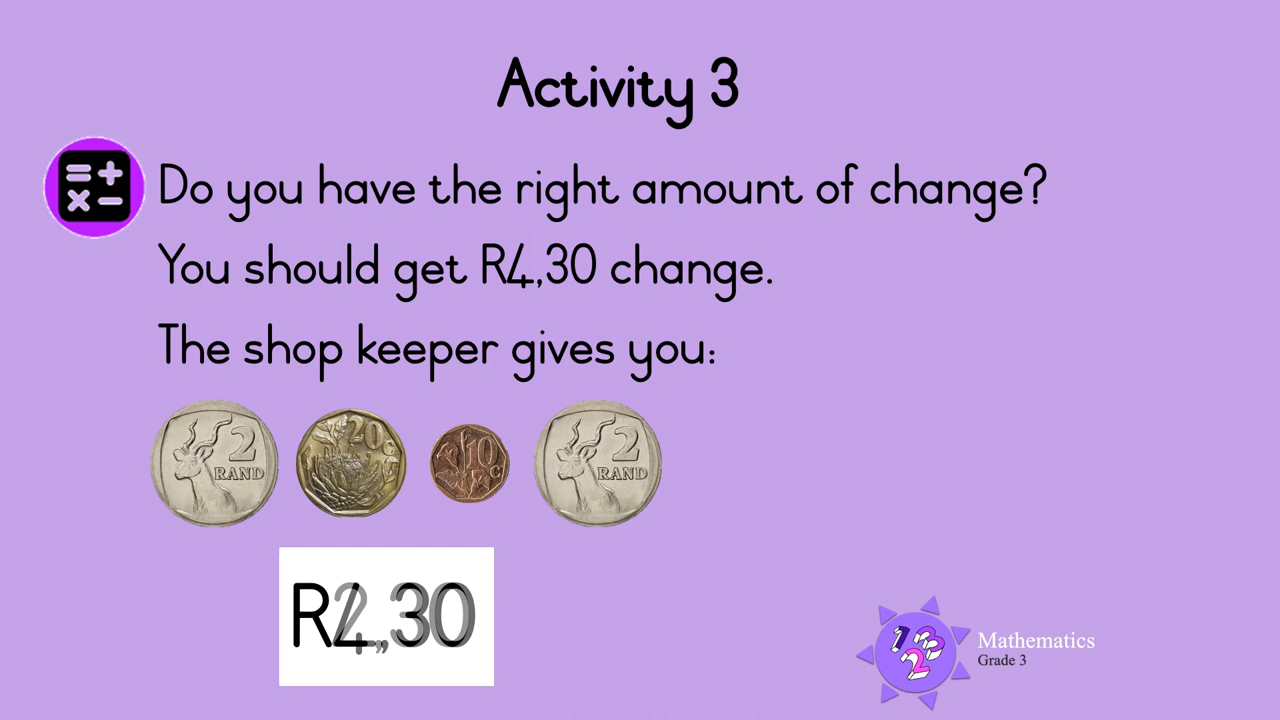 Activity 3
Do you have the right amount of change?
You should get R4,30 change.
The shop keeper gives you:
2 RAND
20c
10c
2 RAND
R4,30
123
Mathematics
Grade 3